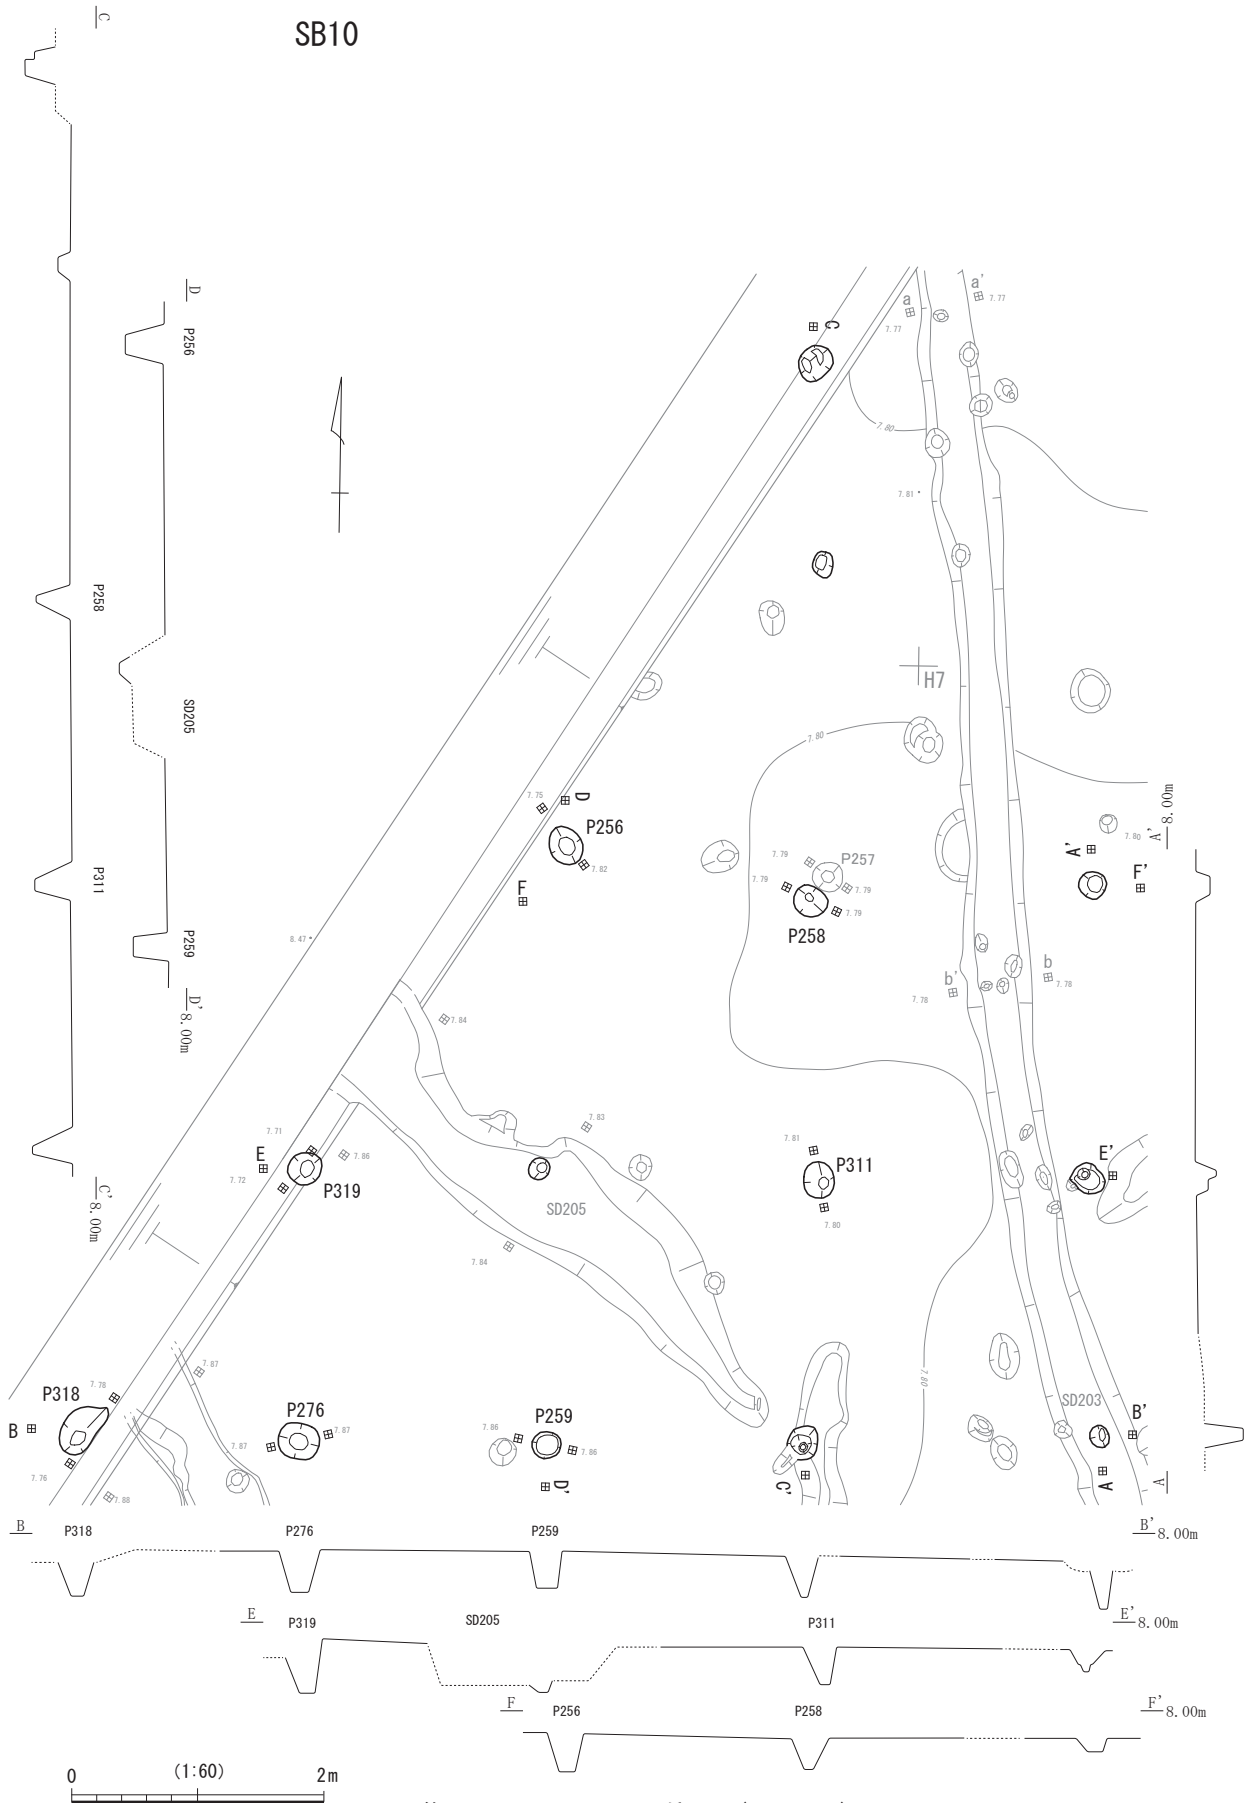 SB10
C
D
P256
a
a'
7.77
7.77
C
7.80
7.81
P258
SD205
H7
7.80
7.75
D
P256
7.82
F
7.79
P257
7.79
7.79
7.79
P258
7.80
A'
8.00m
A'
F'
P311
P259
D'
8.00m
8.47
b'
b
7.78
7.78
7.84
7.83
7.71
E
7.86
7.72
P319
SD205
7.84
7.81
P311
7.80
E'
C'
8.00m
7.87
7.80
P318
7.78
B
7.76
7.88
P276
7.87
7.87
P259
7.86
7.86
D'
C'
SD203
B'
A
A
B
P318
P276
P259
B'
8.00m
E
P319
SD205
P311
E'
8.00m
F
P256
P258
F'
8.00m
0
(1:60)
2m